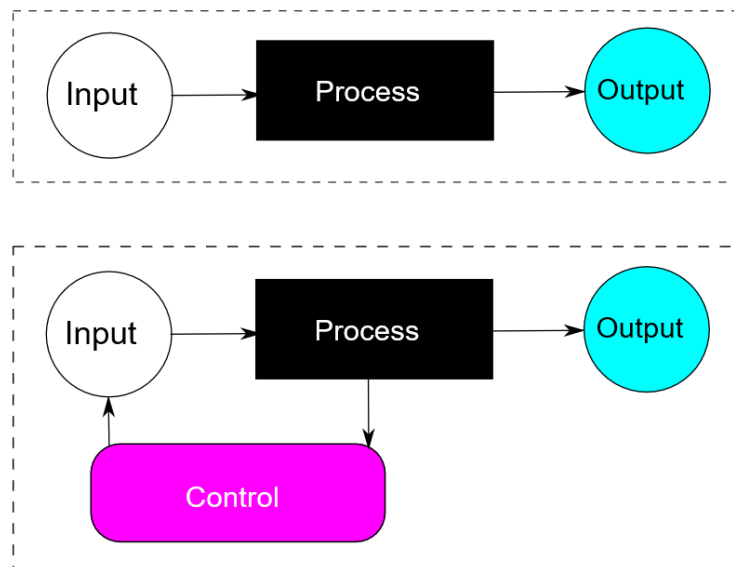 Input
Process
Output
Input
Process
Output
Control